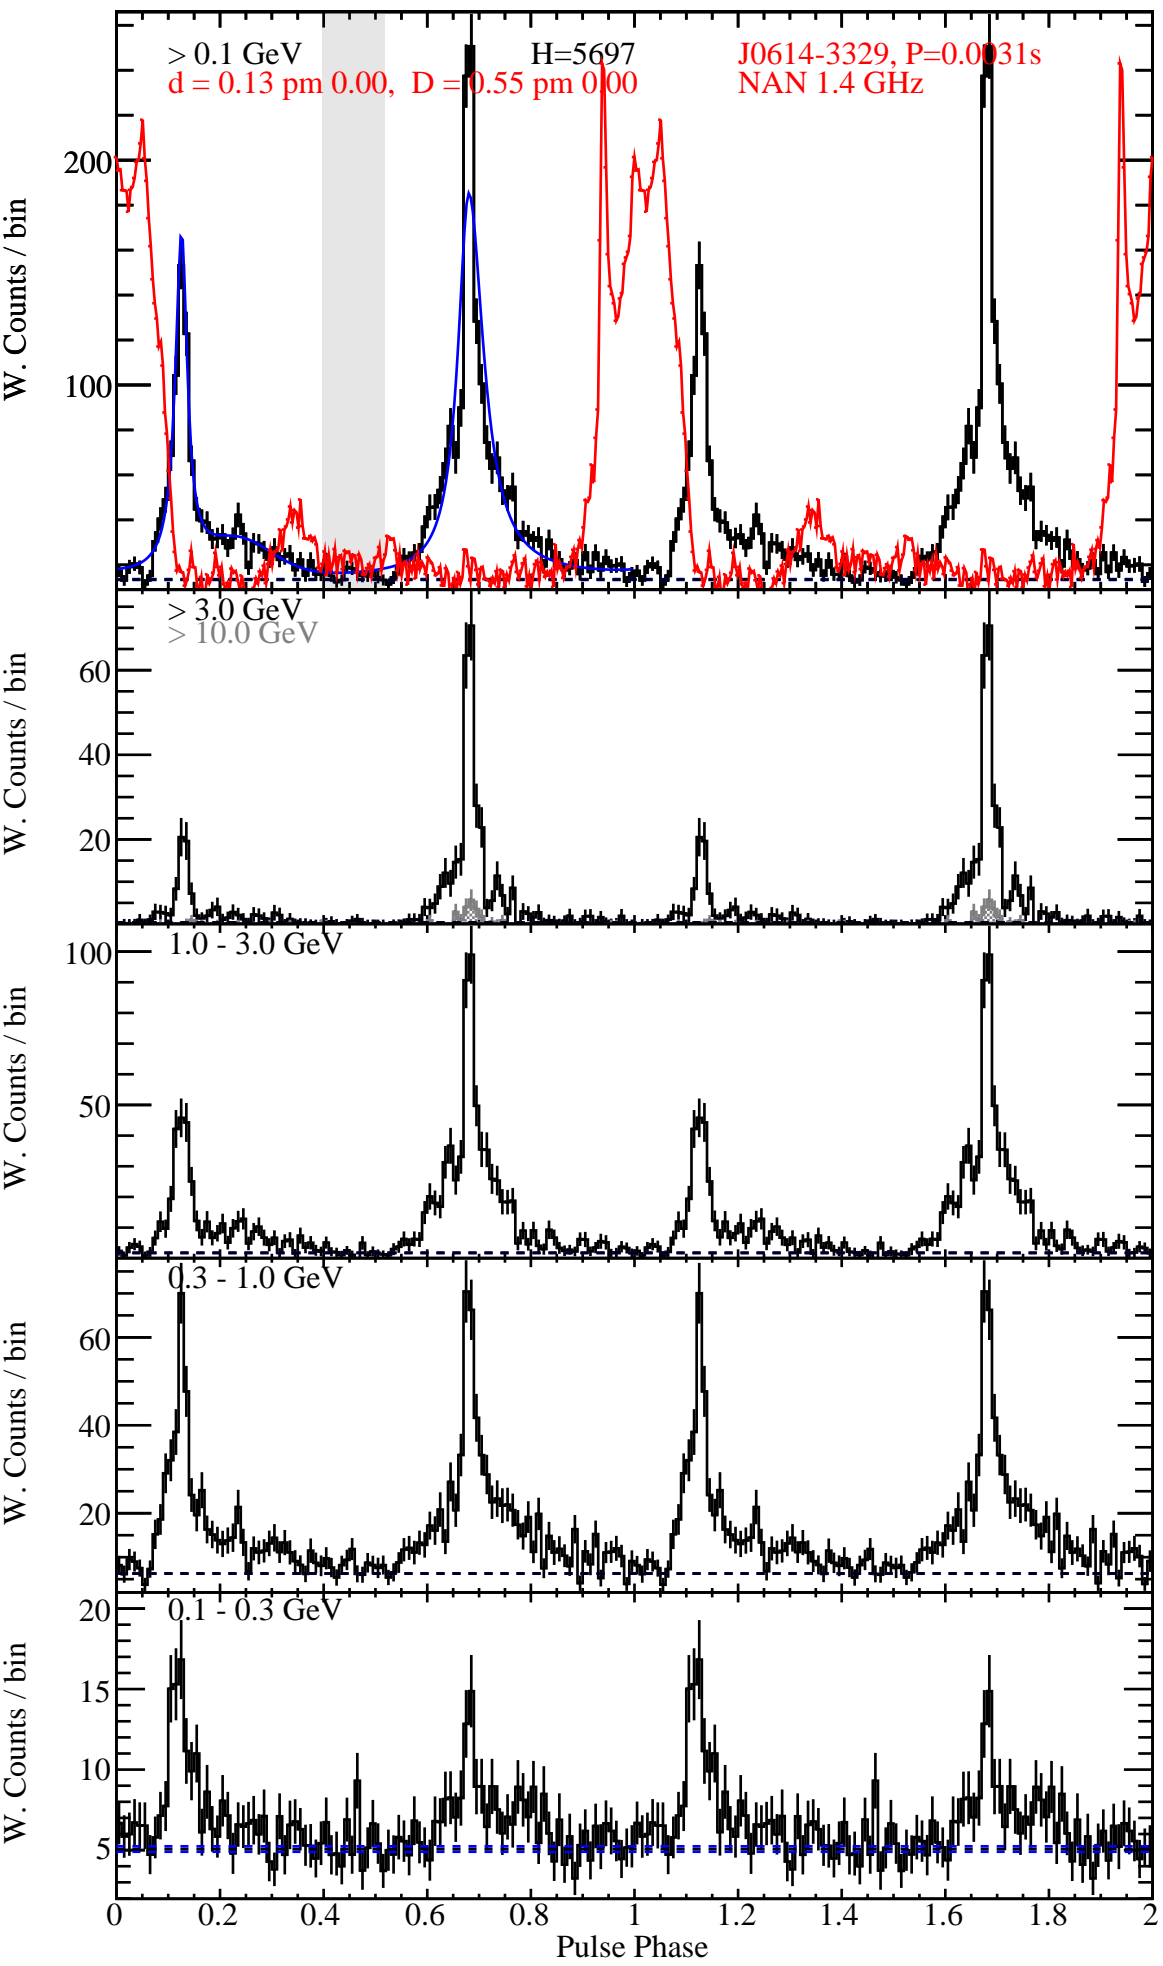 > 0.1 GeV H=5697 J0614-3329, P=0.0031s
d = 0.13 pm 0.00, D = 0.55 pm 0.00 NAN 1.4 GHz
200
100
W. Counts / bin
> 3.0 GeV
> 10.0 GeV
60
40
20
W. Counts / bin
1.0 - 3.0 GeV
100
50
W. Counts / bin
0.3 - 1.0 GeV
60
40
20
W. Counts / bin
0.1 - 0.3 GeV
20
15
10
5
W. Counts / bin
0 0.2 0.4 0.6 0.8 1 1.2 1.4 1.6 1.8 2
Pulse Phase